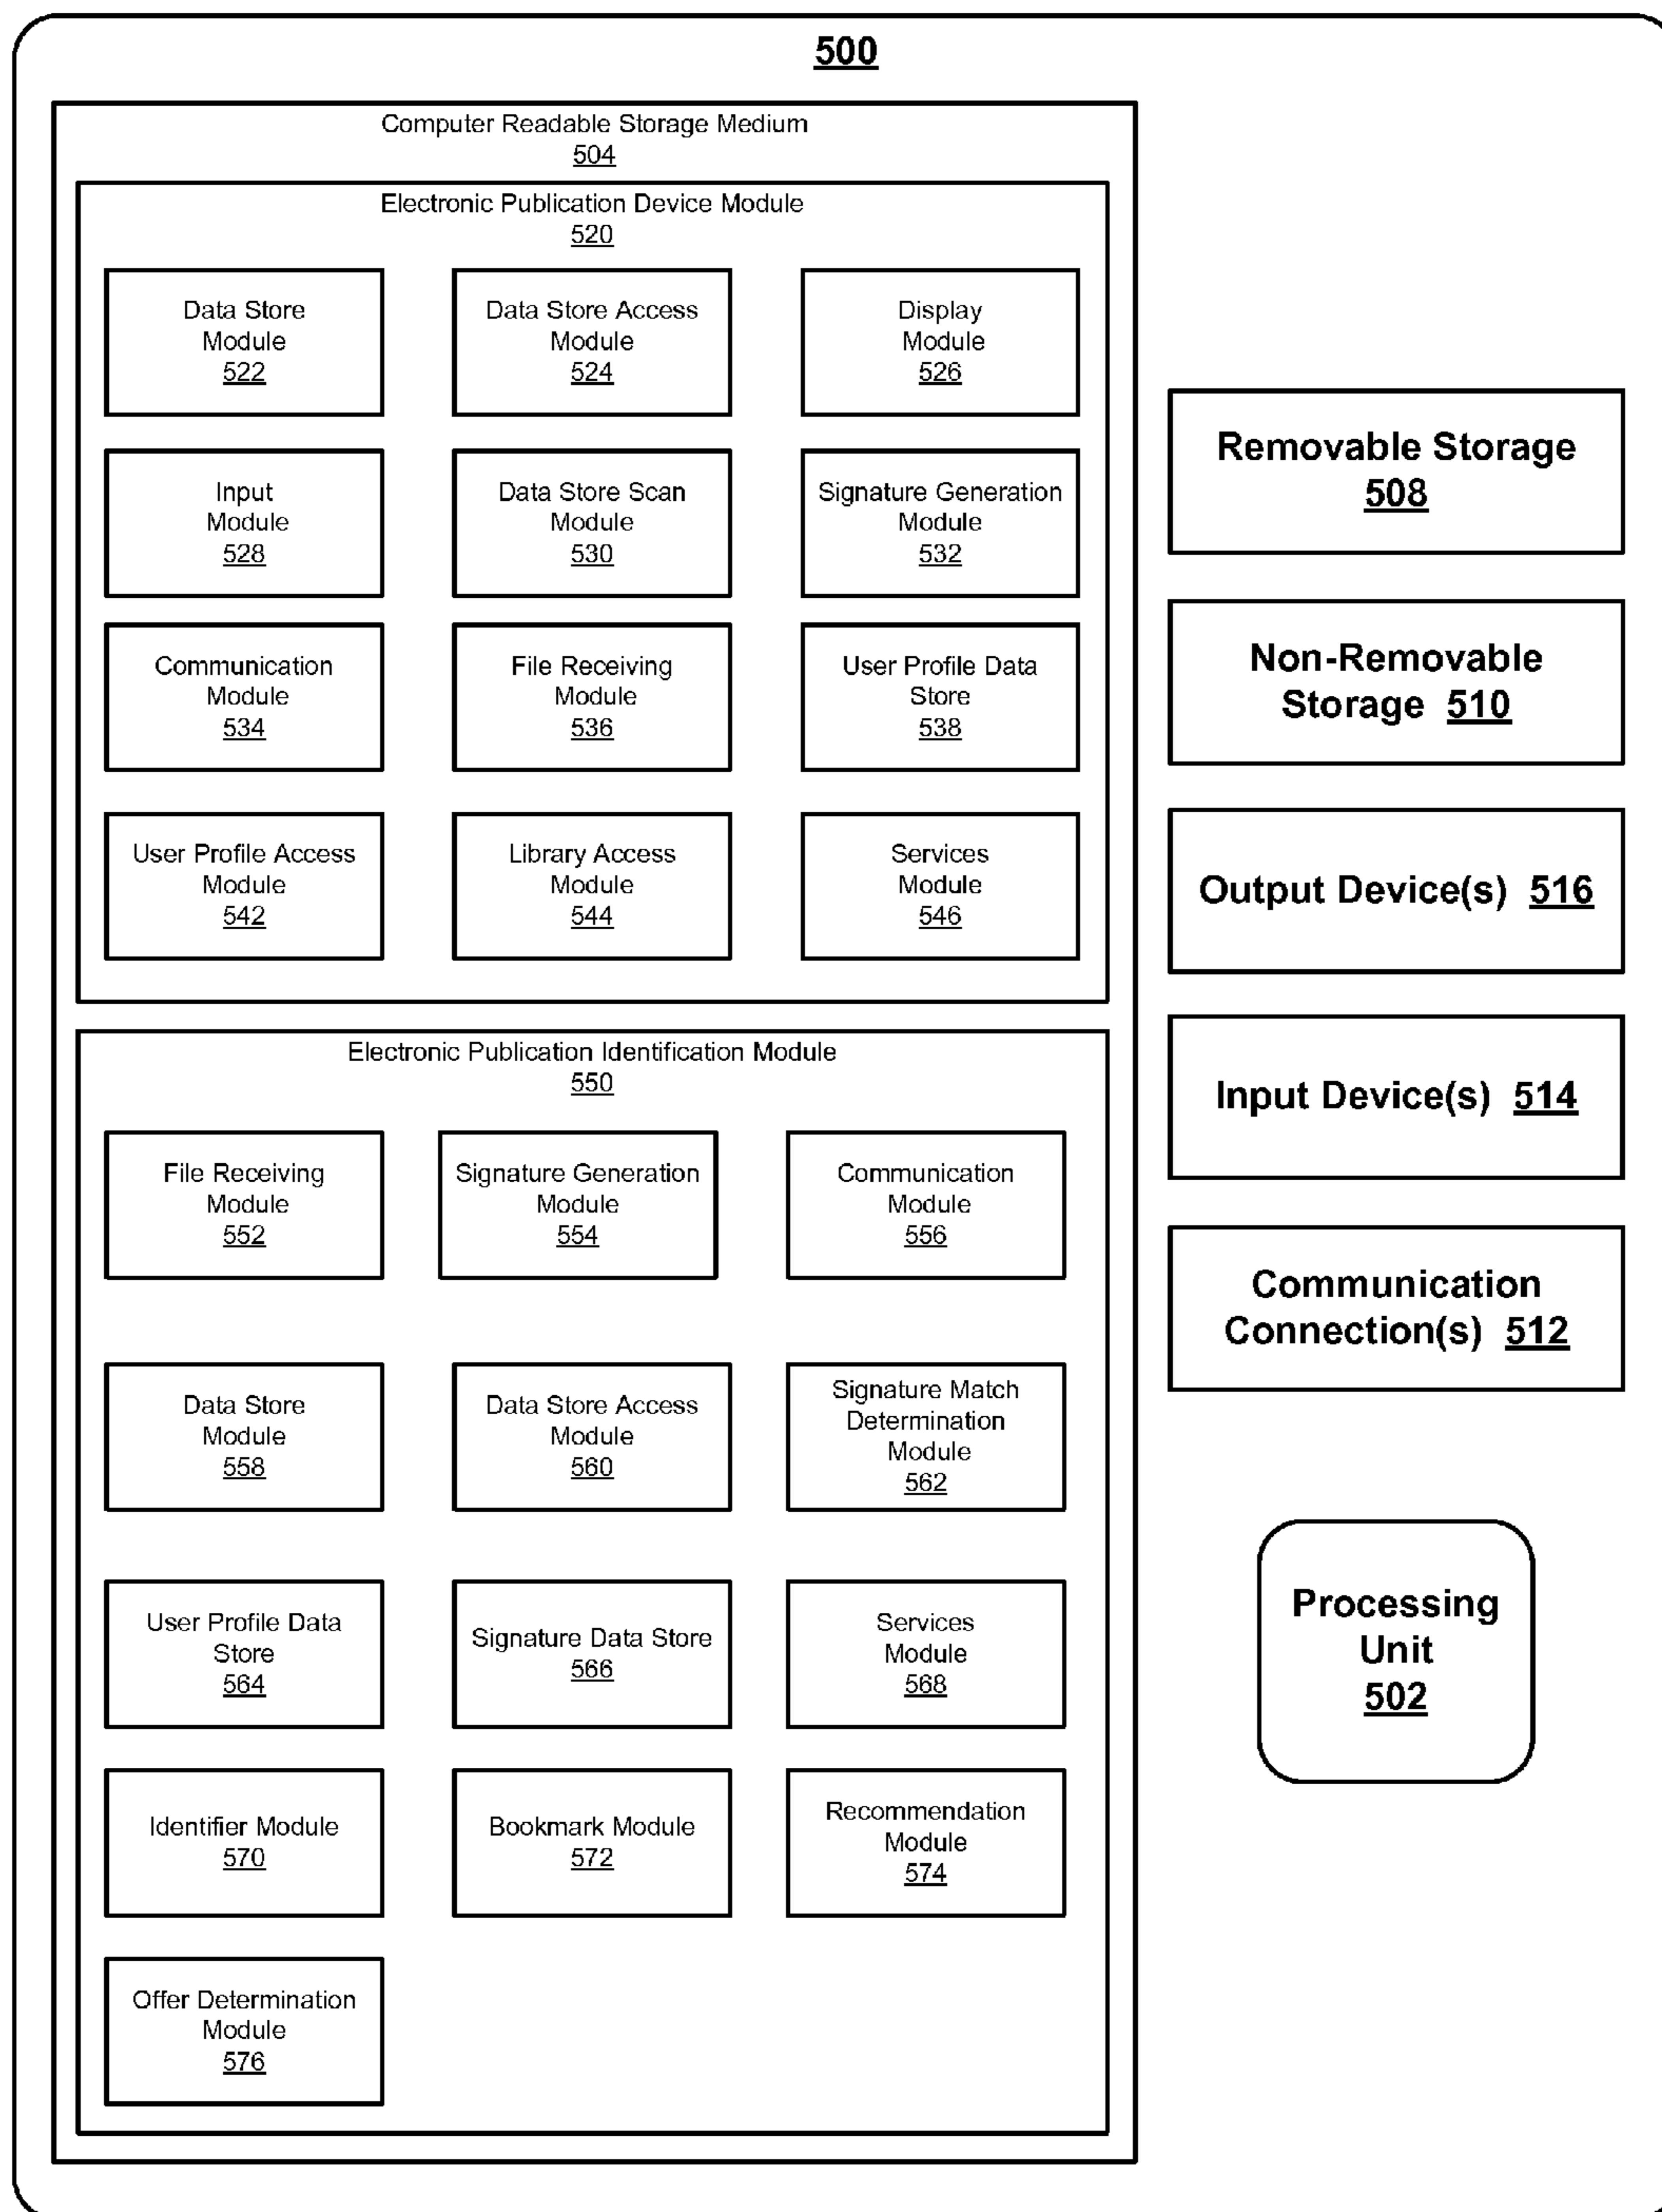 500
Computer Readable Storage Medium
504
Electronic Publication Device Module
520
Data Store
Module
522
Data Store Access
Module
524
Display
Module
526
Input
Module
528
Data Store Scan
Module
530
Signature Generation
Module
532
Communication
Module
534
File Receiving
Module
536
User Profile Data
Store
538
User Profile Access
Module
542
Library Access
Module
544
Services
Module
546
Electronic Publication Identification Module
550
File Receiving
Module
552
Signature Generation
Module
554
Communication
Module
556
Data Store
Module
558
Data Store Access
Module
560
Signature Match
Determination
Module
562
User Profile Data
Store
564
Signature Data Store
566
Services
Module
568
Identifier Module
570
Bookmark Module
572
Recommendation
Module
574
Offer Determination
Module
576
Removable Storage
508
Non-Removable
Storage 510
Output Device(s) 516
Input Device(s) 514
Communication
Connection(s) 512
Processing
Unit
502